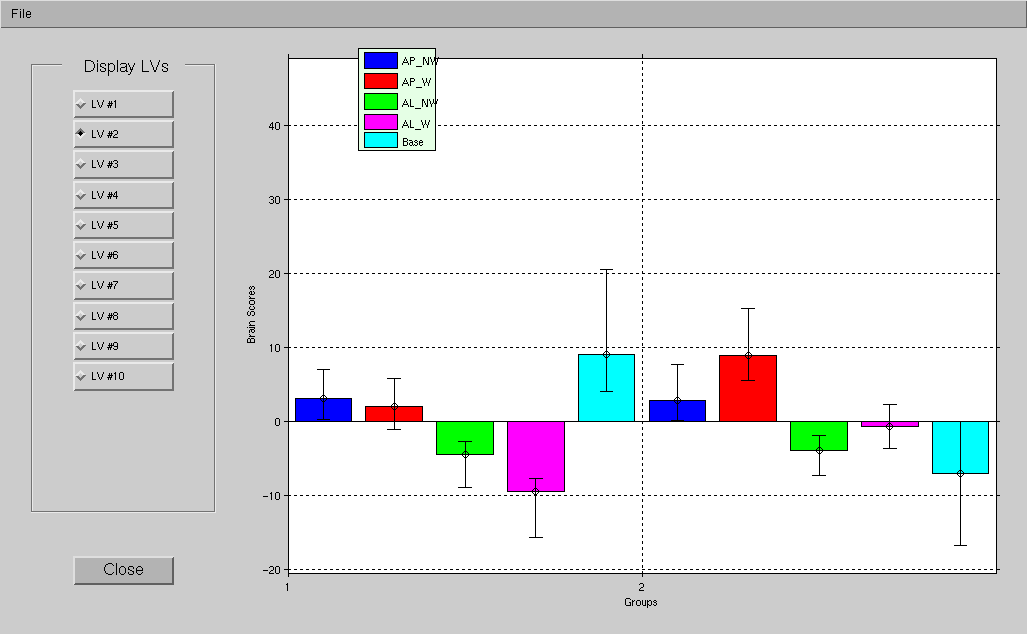 File
Display LVs
LV #1
LV #2
LV #3
LV #4
LV #5
LV #6
LV #7
LV #8
LV #9
LV #10
Close
AP_NW
AP_W
AL_NW
AL_W
Base
Brain Scores
40
30
20
10
0
-10
-20
1
2
Groups